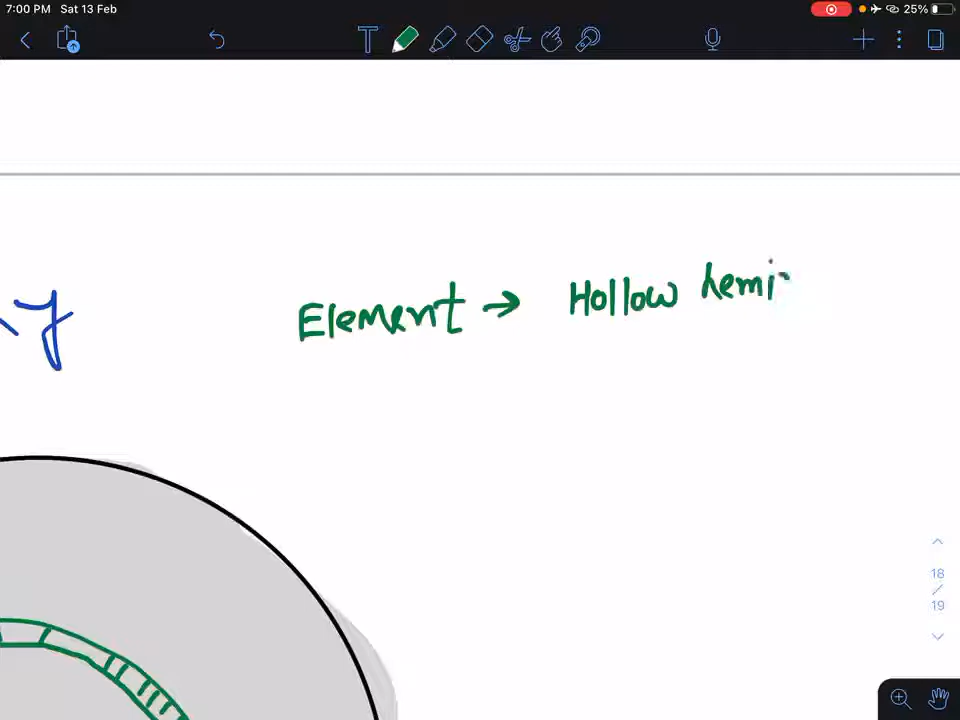 7:00 PM Sat 13 Feb
25%
T
y
Element → Hollow hemi
18
/
19